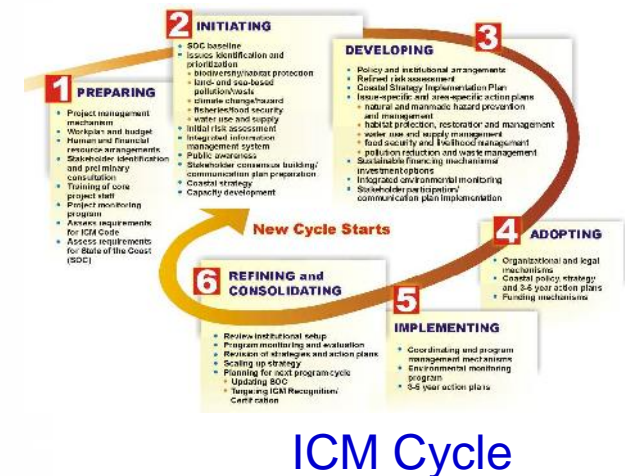 1
PREPARING
• Project management
mechanism
• Workplan and budget
• Human and financial
resource arrangements
• Stakeholder identification
and preliminary
consultation
• Training of core
project staff
• Project monitoring
program
• Assess requirements
for ICM Code
• Assess requirements
for State of the Coast
(SOC)
2
INITIATING
• SOC baseline
• Issues identification and
prioritization
• biodiversity/habitat protection
• land- and sea-based
pollution/waste
• climate change/hazard
• fisheries/food security
• water use and supply
• Initial risk assessment
• Integrated information
management system
• Public awareness
• Stakeholder consensus building/
communication plan preparation
• Coastal strategy
• Capacity development
3
DEVELOPING
• Policy and institutional arrangements
• Refined risk assessment
• Coastal Strategy Implementation Plan
• Issue-specific and area-specific action plans
• natural and manmade hazard prevention
and management
• habitat protection, restoration and management
• water use and supply management
• food security and livelihood management
• pollution reduction and waste management
• Sustainable financing mechanisms/
investment options
• Integrated environmental monitoring
• Stakeholder participation/
communication plan implementation
4
ADOPTING
• Organizational and legal
mechanisms
• Coastal policy, strategy
and 3-6 year action plans
• Funding mechanisms
5
IMPLEMENTING
• Coordinating and program
management mechanisms
• Environmental monitoring
program
• 3-6 year action plans
6
REFINING and
CONSOLIDATING
• Review institutional setup
• Program monitoring and evaluation
• Revision of strategies and action plans
• Scaling up strategy
• Planning for next program cycle
• Updating SOC
• Targeting ICM Recognition/
Certification
New Cycle Starts
ICM Cycle